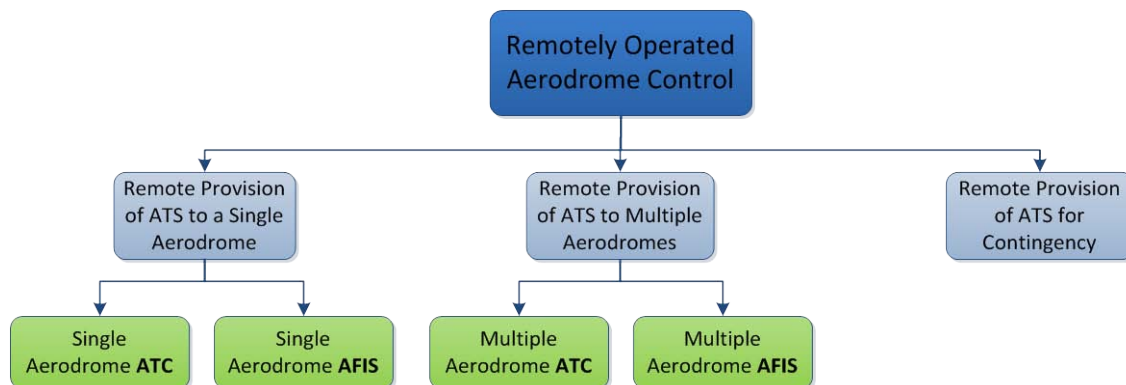 Remotely Operated
Aerodrome Control
Remote Provision
of ATS to a Single
Aerodrome
Remote Provision
of ATS to Multiple
Aerodromes
Remote Provision
of ATS for
Contingency
Single
Aerodrome ATC
Single
Aerodrome AFIS
Multiple
Aerodrome ATC
Multiple
Aerodrome AFIS